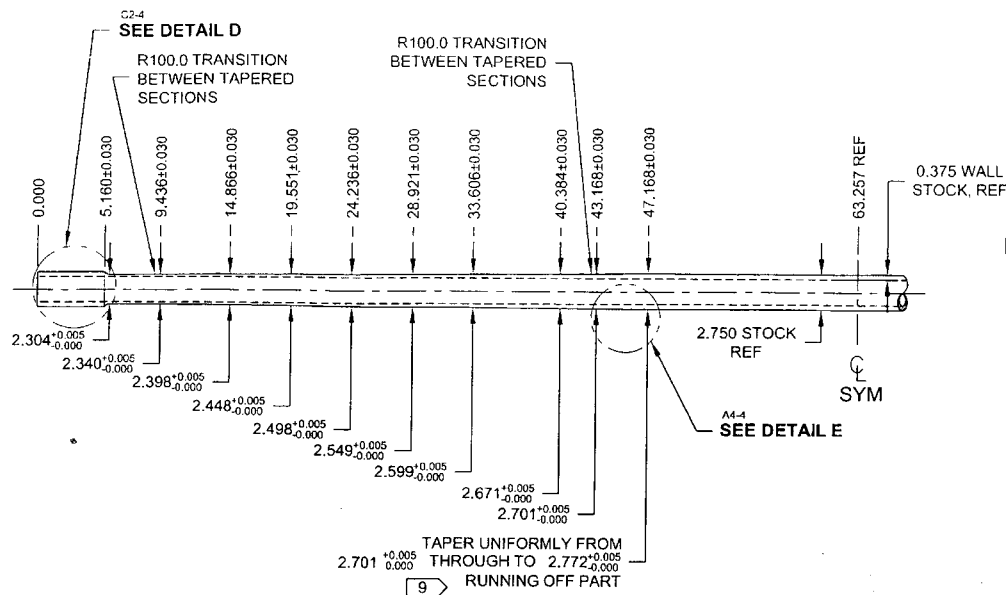 C2-4
SEE DETAIL D
R100.0 TRANSITION
BETWEEN TAPERED
SECTIONS
R100.0 TRANSITION
BETWEEN TAPERED
SECTIONS
0.000
5.160±0.030
9.436±0.030
14.866±0.030
19.551±0.030
24.236±0.030
28.921±0.030
33.606±0.030
40.384±0.030
43.168±0.030
47.168±0.030
63.257 REF
0.375 WALL
STOCK, REF
2.304 +0.005 -0.000
2.340 +0.005 -0.000
2.398 +0.005 -0.000
2.448 +0.005 -0.000
2.498 +0.005 -0.000
2.549 +0.005 -0.000
2.599 +0.005 -0.000
2.671 +0.005 -0.000
2.701 +0.005 -0.000
2.750 STOCK
REF
℄
SYM
A4-4
SEE DETAIL E
TAPER UNIFORMLY FROM
2.701 +0.005 0.000 THROUGH TO 2.772 +0.005 -0.000
RUNNING OFF PART
9